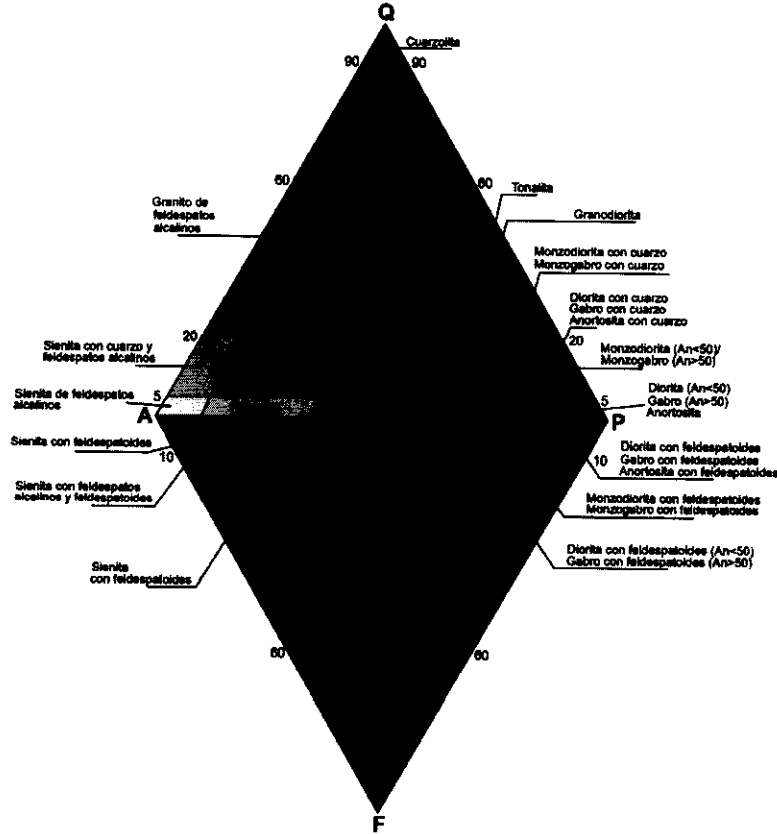 Q
Cuarzolita
90
90
60
60
Tonalita
Granito de
feldespatos
alcalinos
Granodiorita
Monzodiorita con cuarzo
Monzogabro con cuarzo
Diorita con cuarzo
Gabro con cuarzo
Anortosita con cuarzo
20
20
Sienita con cuarzo y
feldespatos alcalinos
Monzodiorita (An<50)/
Monzogabro (An>50)
Sienita de feldespatos
alcalinos
5
5
Diorita (An<50)
Gabro (An>50)
Anortosita
A
P
Sienita con feldespatoides
10
10
Diorita con feldespatoides
Gabro con feldespatoides
Anortosita con feldespatoides
Sienita con feldespatos
alcalinos y feldespatoides
Monzodiorita con feldespatoides
Monzogabro con feldespatoides
Sienita
con feldespatoides
Diorita con feldespatoides (An<50)
Gabro con feldespatoides (An>50)
60
60
F